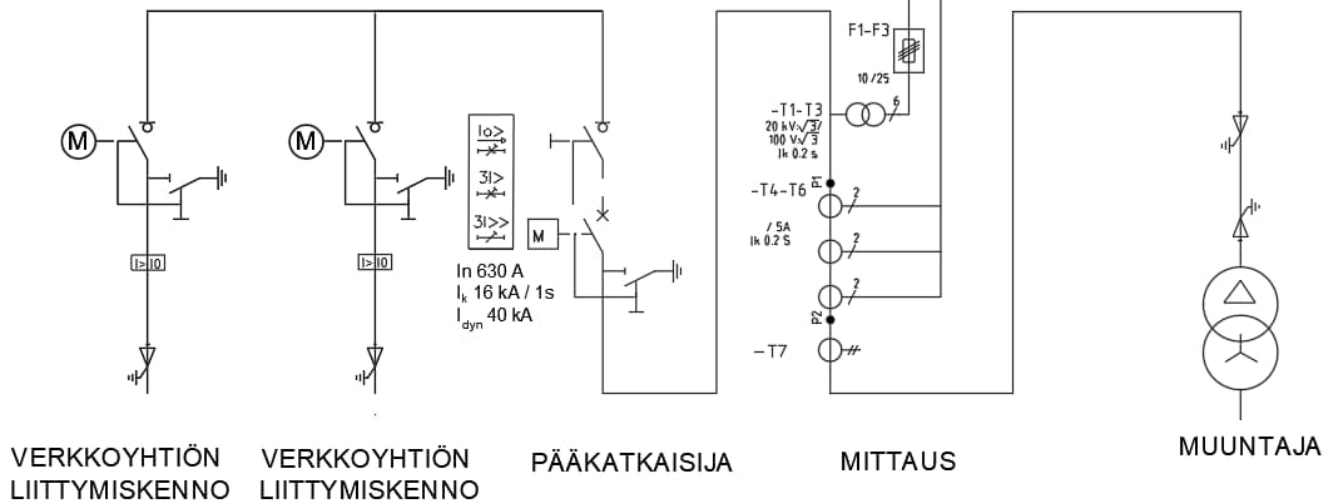 F1-F3
10/25
6
-T1-T3
20 kV:√3/
100 V:√3
Ik 0.2 s
M
M
Io>
3I>
3I>>
M
P1
-T4-T6
2
/ 5A
Ik 0.2 S
2
2
P2
-T7
I> I0
I> I0
In 630 A
Ik 16 kA / 1s
Idyn 40 kA
VERKKOYHTIÖN
LIITTYMISKENNO
VERKKOYHTIÖN
LIITTYMISKENNO
PÄÄKATKAISIJA
MITTAUS
MUUNTAJA